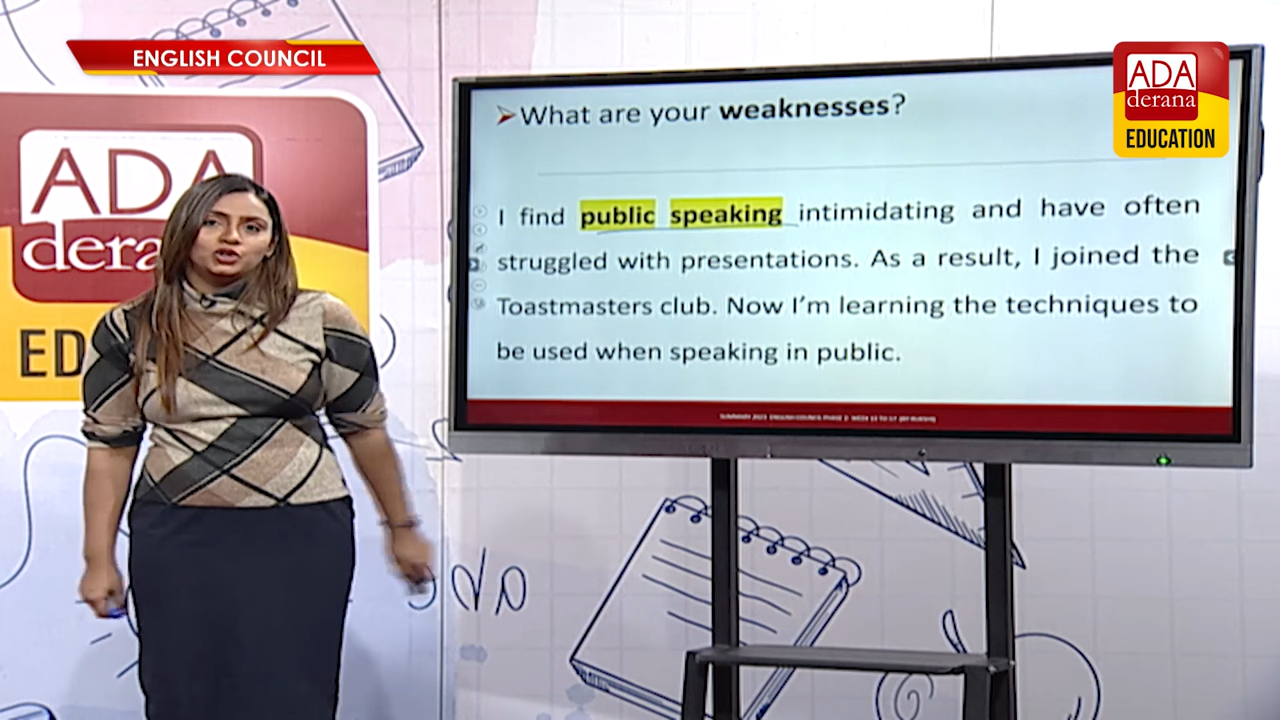 ENGLISH COUNCIL
ADA
derana
EDUCATION
ADA
dera
ED
➢What are your weaknesses?
I find public speaking intimidating and have often
struggled with presentations. As a result, I joined the
Toastmasters club. Now I'm learning the techniques to
be used when speaking in public.